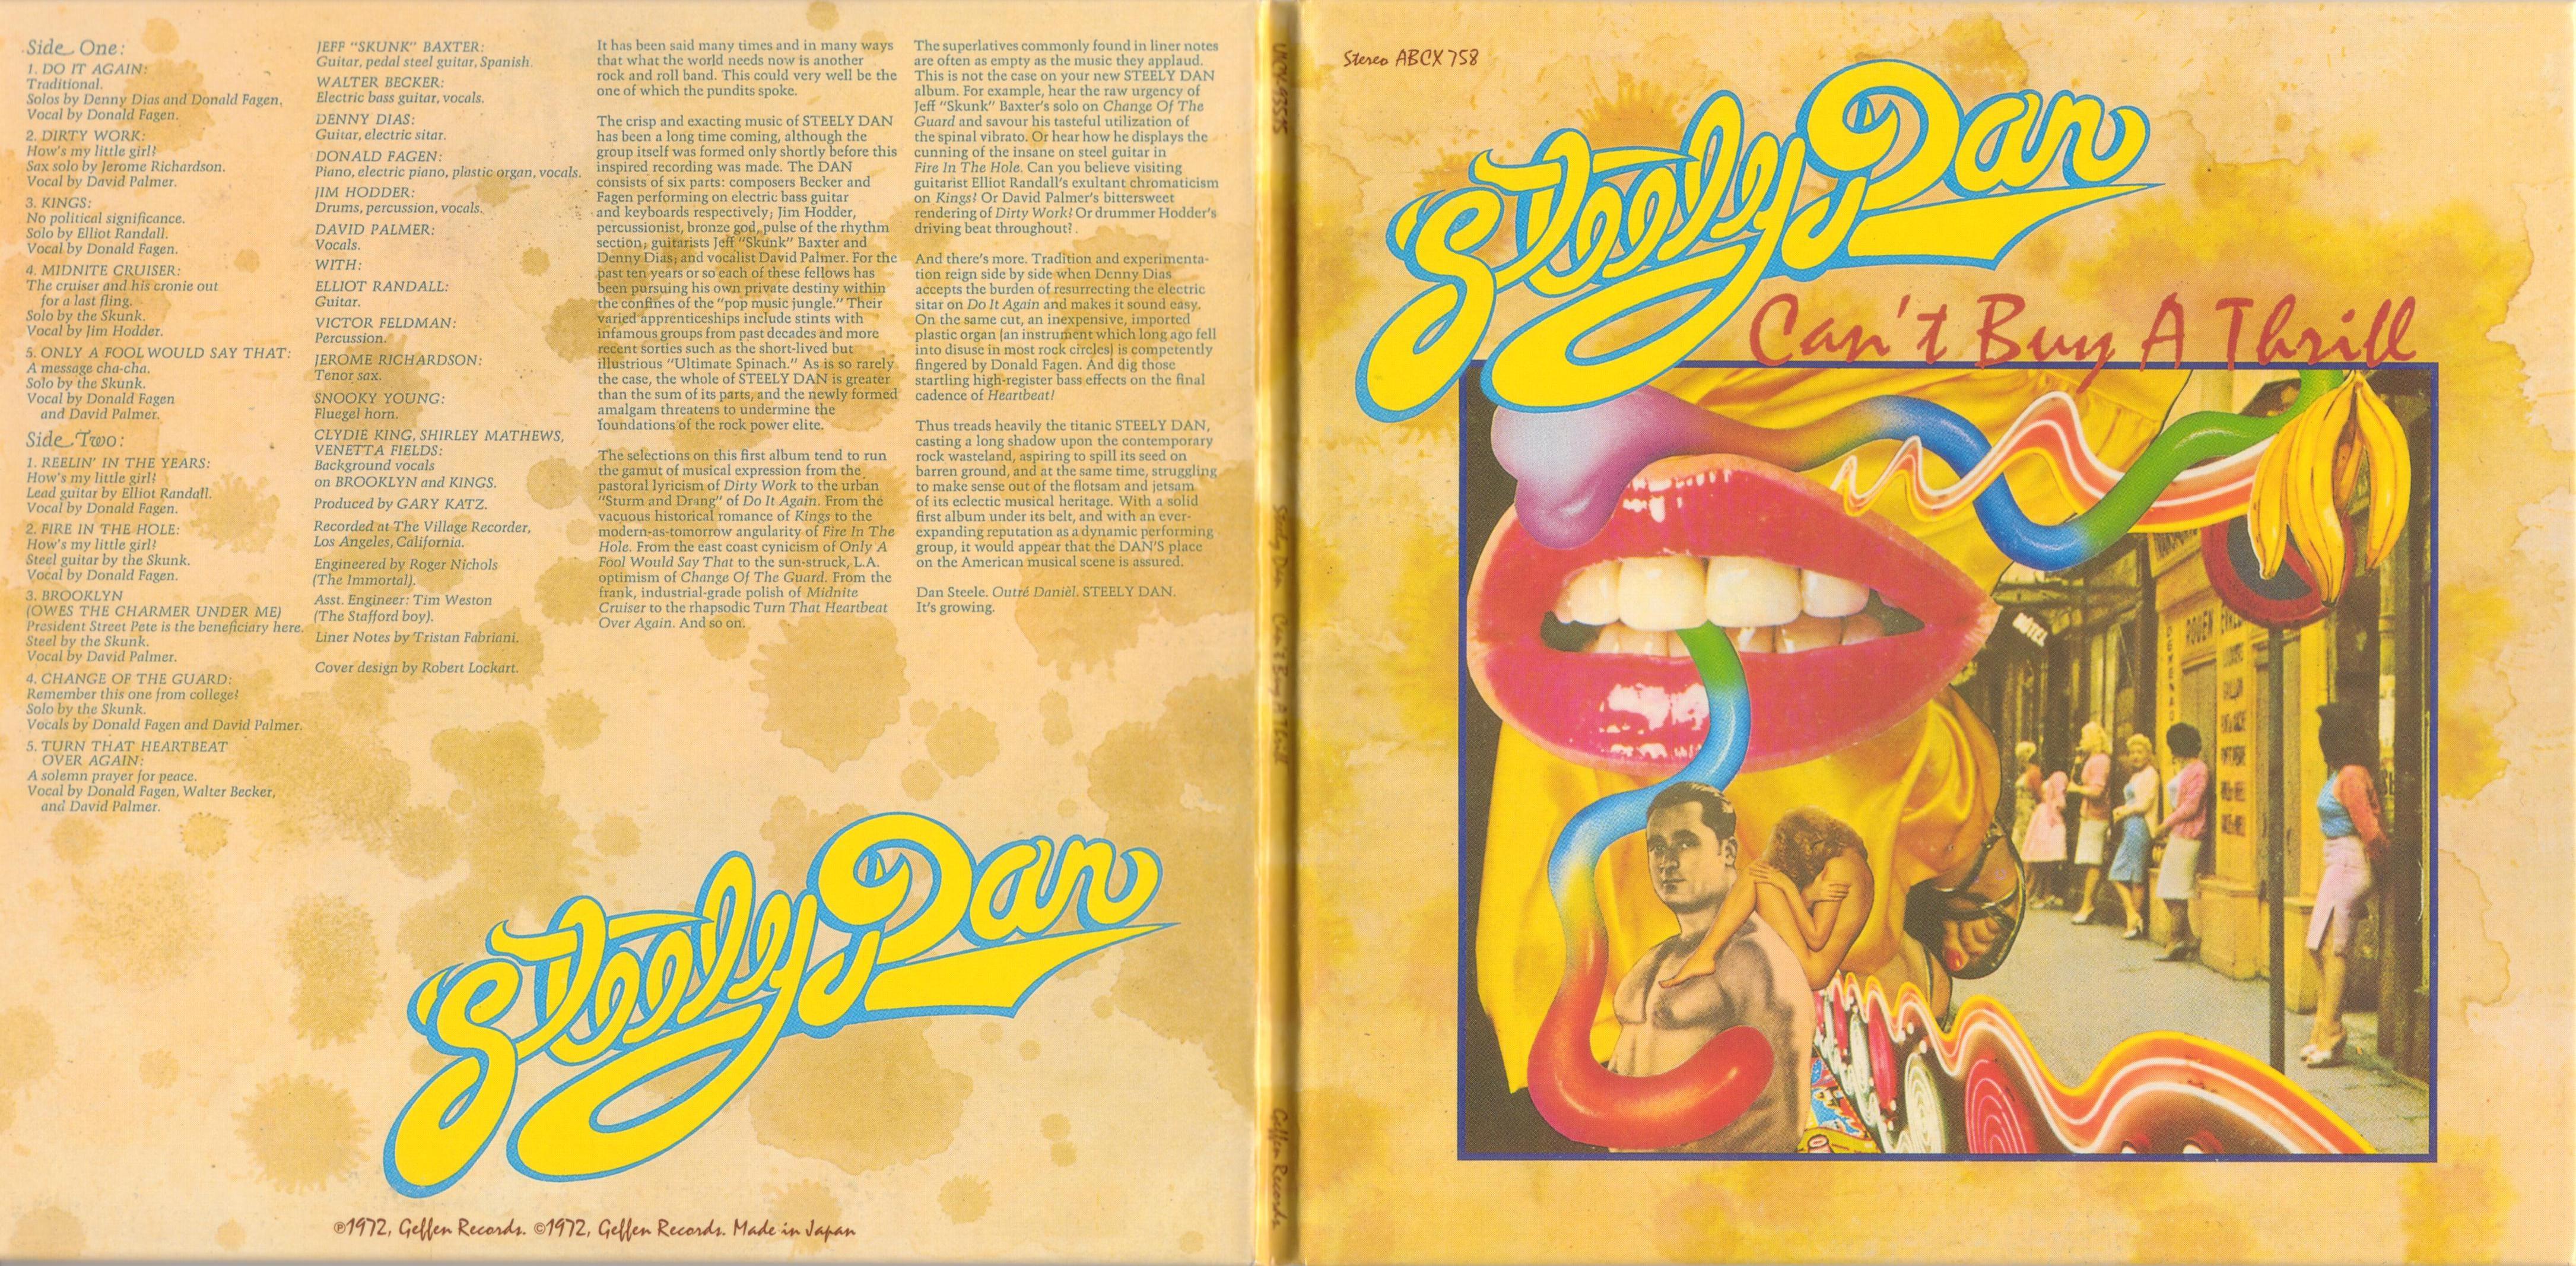 Side One:
1. DO IT AGAIN:
Traditional.
Solos by Denny Dias and Donald Fagen.
Vocal by Donald Fagen.
2. DIRTY WORK:
How's my little girl?
Sax solo by Jerome Richardson.
Vocal by David Palmer.
3. KINGS:
No political significance.
Solo by Elliot Randall.
Vocal by Donald Fagen.
4. MIDNITE CRUISER:
The cruiser and his cronie out
for a last fling.
Solo by the Skunk.
Vocal by Jim Hodder.
5. ONLY A FOOL WOULD SAY THAT:
A message cha-cha.
Solo by the Skunk.
Vocal by Donald Fagen
and David Palmer.
Side Two:
1. REELIN' IN THE YEARS:
How's my little girl?
Lead guitar by Elliot Randall.
Vocal by Donald Fagen.
2. FIRE IN THE HOLE:
How's my little girl?
Steel guitar by the Skunk.
Vocal by Donald Fagen.
3. BROOKLYN
(OWES THE CHARMER UNDER ME)
President Street Pete is the beneficiary here.
Steel by the Skunk.
Vocal by David Palmer.
4. CHANGE OF THE GUARD:
Remember this one from college?
Solo by the Skunk.
Vocals by Donald Fagen and David Palmer.
5. TURN THAT HEARTBEAT
OVER AGAIN:
A solemn prayer for peace.
Vocal by Donald Fagen, Walter Becker,
and David Palmer.
JEFF "SKUNK" BAXTER:
Guitar, pedal steel guitar, Spanish.
WALTER BECKER:
Electric bass guitar, vocals.
DENNY DIAS:
Guitar, electric sitar.
DONALD FAGEN:
Piano, electric piano, plastic organ, vocals.
JIM HODDER:
Drums, percussion, vocals.
DAVID PALMER:
Vocals.
WITH:
ELLIOT RANDALL:
Guitar.
VICTOR FELDMAN:
Percussion.
JEROME RICHARDSON:
Tenor sax.
SNOOKY YOUNG:
Fluegel horn.
CLYDIE KING, SHIRLEY MATHEWS,
VENETTA FIELDS:
Background vocals
on BROOKLYN and KINGS.
Produced by GARY KATZ.
Recorded at The Village Recorder,
Los Angeles, California.
Engineered by Roger Nichols
(The Immortal).
Asst. Engineer: Tim Weston
(The Stafford boy).
Liner Notes by Tristan Fabriani.
Cover design by Robert Lockart.
It has been said many times and in many ways
that what the world needs now is another
rock and roll band. This could very well be the
one of which the pundits spoke.
The crisp and exacting music of STEELY DAN
has been a long time coming, although the
group itself was formed only shortly before this
inspired recording was made. The DAN
consists of six parts: composers Becker and
Fagen performing on electric bass guitar
and keyboards respectively; Jim Hodder,
percussionist, bronze god, pulse of the rhythm
section; guitarists Jeff "Skunk" Baxter and
Denny Dias; and vocalist David Palmer. For the
past ten years or so each of these fellows has
been pursuing his own private destiny within
the confines of the "pop music jungle." Their
varied apprenticeships include stints with
infamous groups from past decades and more
recent sorties such as the short-lived but
illustrious "Ultimate Spinach." As is so rarely
the case, the whole of STEELY DAN is greater
than the sum of its parts, and the newly formed
amalgam threatens to undermine the
foundations of the rock power elite.
The selections on this first album tend to run
the gamut of musical expression from the
pastoral lyricism of Dirty Work to the urban
"Sturm and Drang" of Do It Again. From the
vacuous historical romance of Kings to the
modern-as-tomorrow angularity of Fire In The
Hole. From the east coast cynicism of Only A
Fool Would Say That to the sun-struck, L.A.
optimism of Change Of The Guard. From the
frank, industrial-grade polish of Midnite
Cruiser to the rhapsodic Turn That Heartbeat
Over Again. And so on.
The superlatives commonly found in liner notes
are often as empty as the music they applaud.
This is not the case on your new STEELY DAN
album. For example, hear the raw urgency of
Jeff "Skunk" Baxter's solo on Change Of The
Guard and savour his tasteful utilization of
the spinal vibrato. Or hear how he displays the
cunning of the insane on steel guitar in
Fire In The Hole. Can you believe visiting
guitarist Elliot Randall's exultant chromaticism
on Kings? Or David Palmer's bittersweet
rendering of Dirty Work? Or drummer Hodder's
driving beat throughout?
And there's more. Tradition and experimenta-
tion reign side by side when Denny Dias
accepts the burden of resurrecting the electric
sitar on Do It Again and makes it sound easy.
On the same cut, an inexpensive, imported
plastic organ (an instrument which long ago fell
into disuse in most rock circles) is competently
fingered by Donald Fagen. And dig those
startling high-register bass effects on the final
cadence of Heartbeat!
Thus treads heavily the titanic STEELY DAN,
casting a long shadow upon the contemporary
rock wasteland, aspiring to spill its seed on
barren ground, and at the same time, struggling
to make sense out of the flotsam and jetsam
of its eclectic musical heritage. With a solid
first album under its belt, and with an ever-
expanding reputation as a dynamic performing
group, it would appear that the DAN'S place
on the American musical scene is assured.
Dan Steele. Outré Danièl. STEELY DAN.
It's growing.
Steely Dan
℗1972, Geffen Records. ©1972, Geffen Records. Made in Japan
UICY-93515
Steely Dan Can't Buy A Thrill
Geffen Records
Stereo ABCX 758
Steely Dan
Can't Buy A Thrill
HOTEL
ROUEN